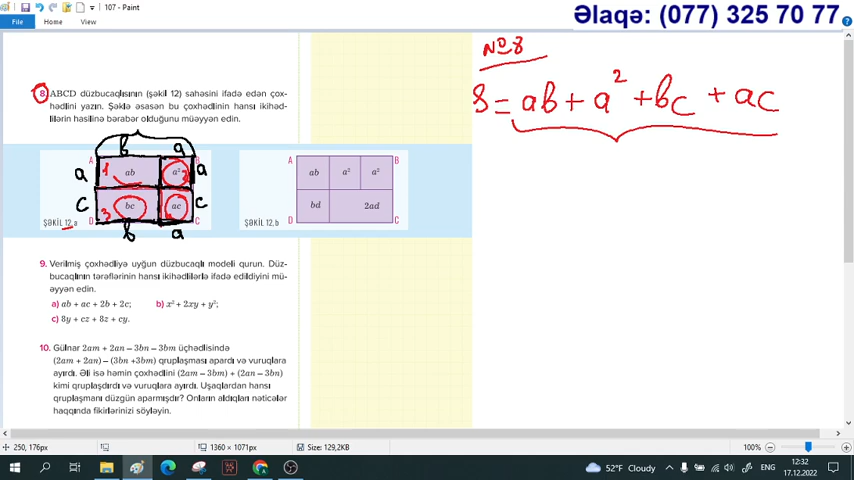 107 - Paint
Əlaqə: (077) 325 70 77
File
Home
View
№8
S = ab + a² + bc + ac
8. ABCD düzbucaqlısının (şəkil 12) sahəsini ifadə edən çox-
hədlini yazın. Şəklə əsasən bu çoxhədlinin hansı ikihəd-
lilərin hasilinə bərabər olduğunu müəyyən edin.
b
a
A
B
a
1
ab
a²
2
a
c
3
bc
ac
c
D
C
ŞƏKİL 12, a
b
a
A
B
ab
a²
a²
bd
2ad
D
C
ŞƏKİL 12, b
9. Verilmiş çoxhədliyə uyğun düzbucaqlı modeli qurun. Düz-
bucaqlının tərəflərinin hansı ikihədlilərlə ifadə edildiyini mü-
əyyən edin.
a) ab + ac + 2b + 2c;
b) x² + 2xy + y²;
c) 8y + cz + 8z + cy.
10. Gülnar 2am + 2an − 3bn − 3bm üçhədlisində
(2am + 2an) − (3bn +3bm) qruplaşması apardı və vuruqlara
ayırdı. Əli isə həmin çoxhədlini (2am − 3bm) + (2an − 3bn)
kimi qruplaşdırdı və vuruqlara ayırdı. Uşaqlardan hansı
qruplaşmanı düzgün aparmışdır? Onların aldıqları nəticələr
haqqında fikirlərinizi söyləyin.
250, 176px
1360 × 1071px
Size: 129,2KB
100%
52°F Cloudy
ENG
12:32
17.12.2022